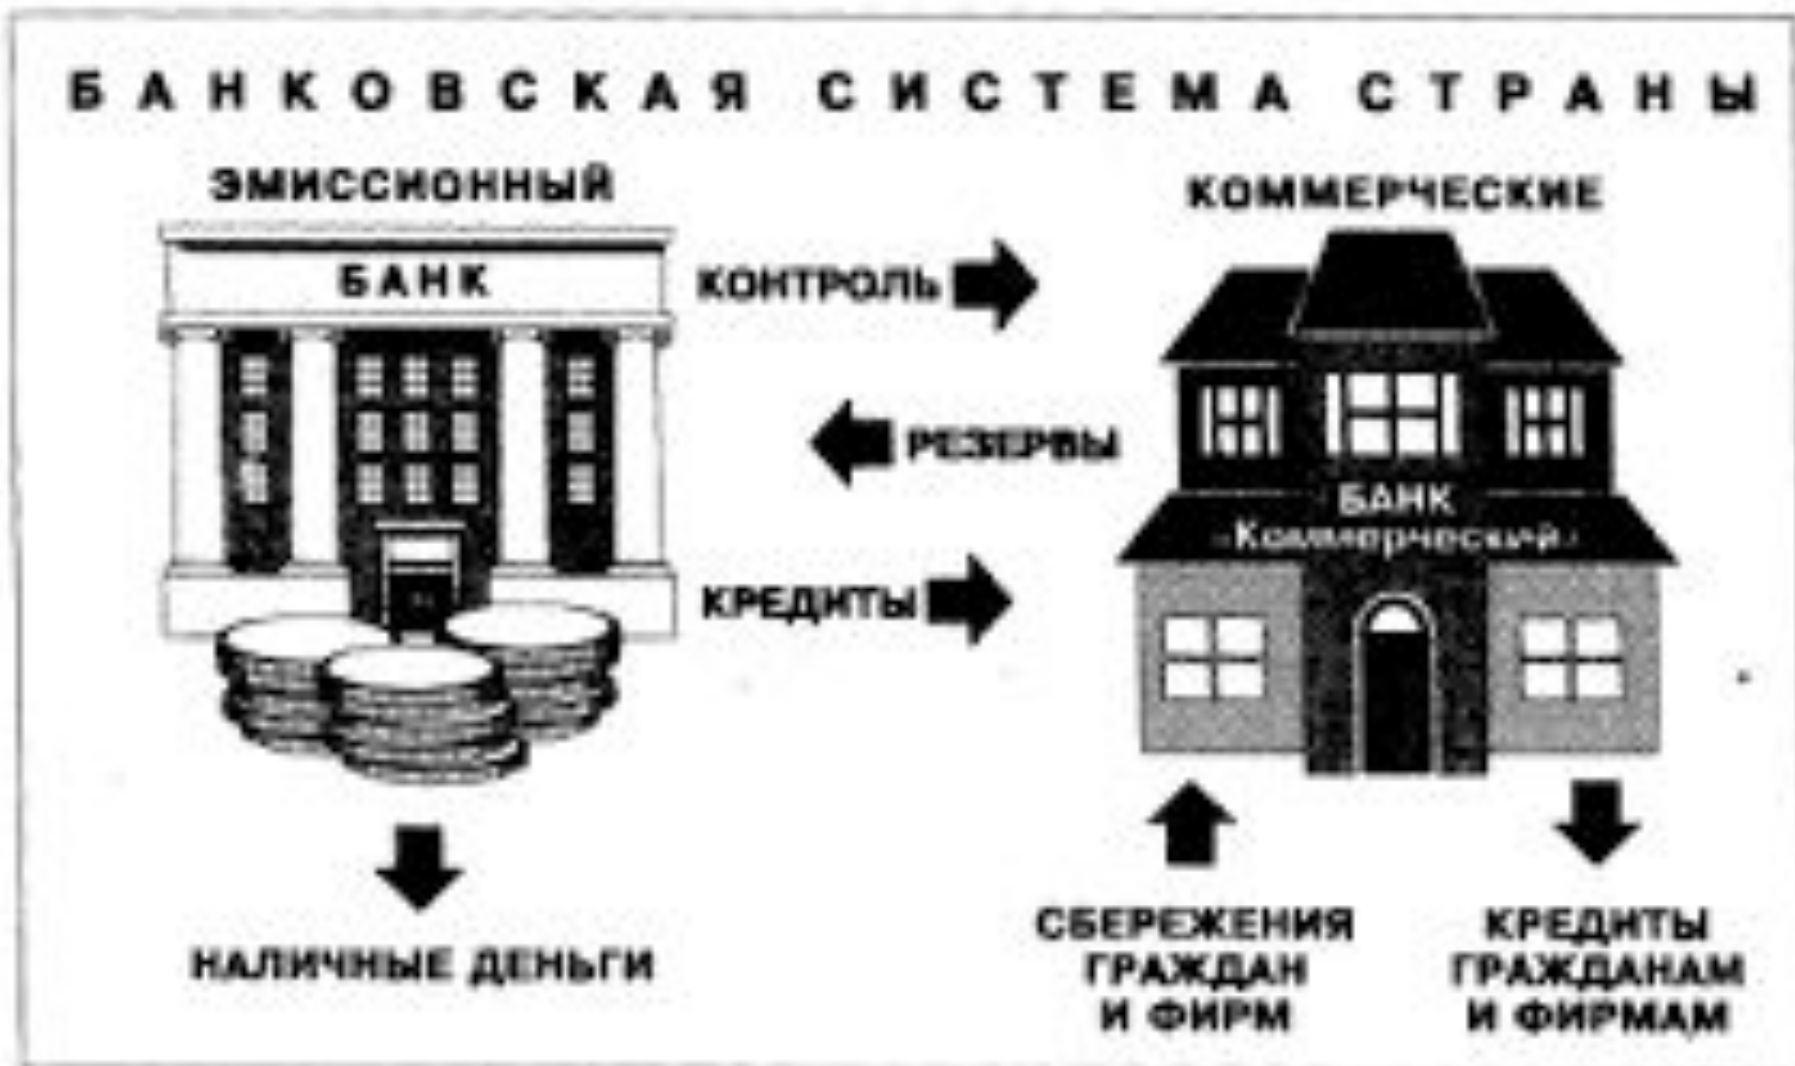 БАНКОВСКАЯ СИСТЕМА СТРАНЫ
ЭМИССИОННЫЙ
БАНК
КОММЕРЧЕСКИЕ
КОНТРОЛЬ
РЕЗЕРВЫ
КРЕДИТЫ
БАНК
«Коммерческий»
НАЛИЧНЫЕ ДЕНЬГИ
СБЕРЕЖЕНИЯ
ГРАЖДАН
И ФИРМ
КРЕДИТЫ
ГРАЖДАНАМ
И ФИРМАМ